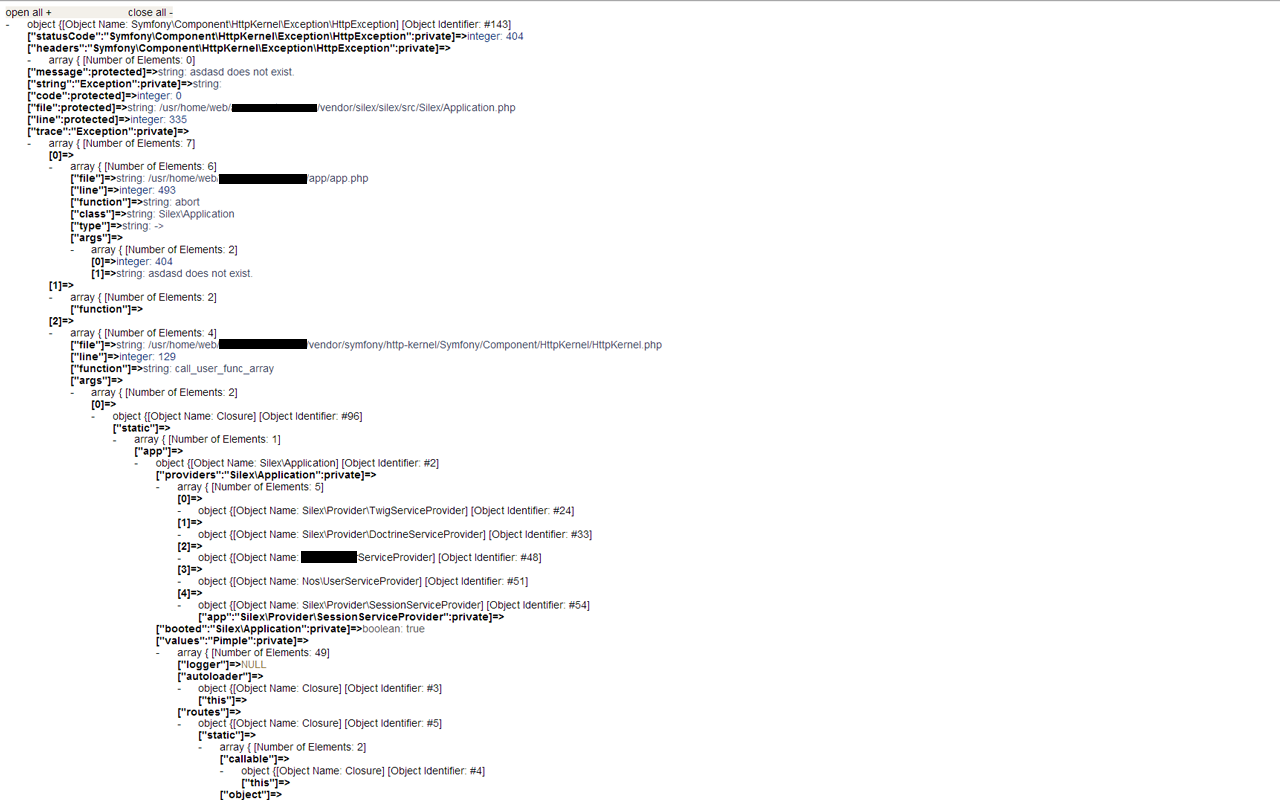 open all + close all -
- object {[Object Name: Symfony\Component\HttpKernel\Exception\HttpException] [Object Identifier: #143]
["statusCode":"Symfony\Component\HttpKernel\Exception\HttpException":private]=>integer: 404
["headers":"Symfony\Component\HttpKernel\Exception\HttpException":private]=>
- array { [Number of Elements: 0]
["message":protected]=>string: asdasd does not exist.
["string":"Exception":private]=>string:
["code":protected]=>integer: 0
["file":protected]=>string: /usr/home/web/ /vendor/silex/silex/src/Silex/Application.php
["line":protected]=>integer: 335
["trace":"Exception":private]=>
- array { [Number of Elements: 7]
[0]=>
- array { [Number of Elements: 6]
["file"]=>string: /usr/home/web/ /app/app.php
["line"]=>integer: 493
["function"]=>string: abort
["class"]=>string: Silex\Application
["type"]=>string: ->
["args"]=>
- array { [Number of Elements: 2]
[0]=>integer: 404
[1]=>string: asdasd does not exist.
[1]=>
- array { [Number of Elements: 2]
["function"]=>
[2]=>
- array { [Number of Elements: 4]
["file"]=>string: /usr/home/web/ /vendor/symfony/http-kernel/Symfony/Component/HttpKernel/HttpKernel.php
["line"]=>integer: 129
["function"]=>string: call_user_func_array
["args"]=>
- array { [Number of Elements: 2]
[0]=>
- object {[Object Name: Closure] [Object Identifier: #96]
["static"]=>
- array { [Number of Elements: 1]
["app"]=>
- object {[Object Name: Silex\Application] [Object Identifier: #2]
["providers":"Silex\Application":private]=>
- array { [Number of Elements: 5]
[0]=>
- object {[Object Name: Silex\Provider\TwigServiceProvider] [Object Identifier: #24]
[1]=>
- object {[Object Name: Silex\Provider\DoctrineServiceProvider] [Object Identifier: #33]
[2]=>
- object {[Object Name: ServiceProvider] [Object Identifier: #48]
[3]=>
- object {[Object Name: Nos\UserServiceProvider] [Object Identifier: #51]
[4]=>
- object {[Object Name: Silex\Provider\SessionServiceProvider] [Object Identifier: #54]
["app":"Silex\Provider\SessionServiceProvider":private]=>
["booted":"Silex\Application":private]=>boolean: true
["values":"Pimple":private]=>
- array { [Number of Elements: 49]
["logger"]=>NULL
["autoloader"]=>
- object {[Object Name: Closure] [Object Identifier: #3]
["this"]=>
["routes"]=>
- object {[Object Name: Closure] [Object Identifier: #5]
["static"]=>
- array { [Number of Elements: 2]
["callable"]=>
- object {[Object Name: Closure] [Object Identifier: #4]
["this"]=>
["object"]=>